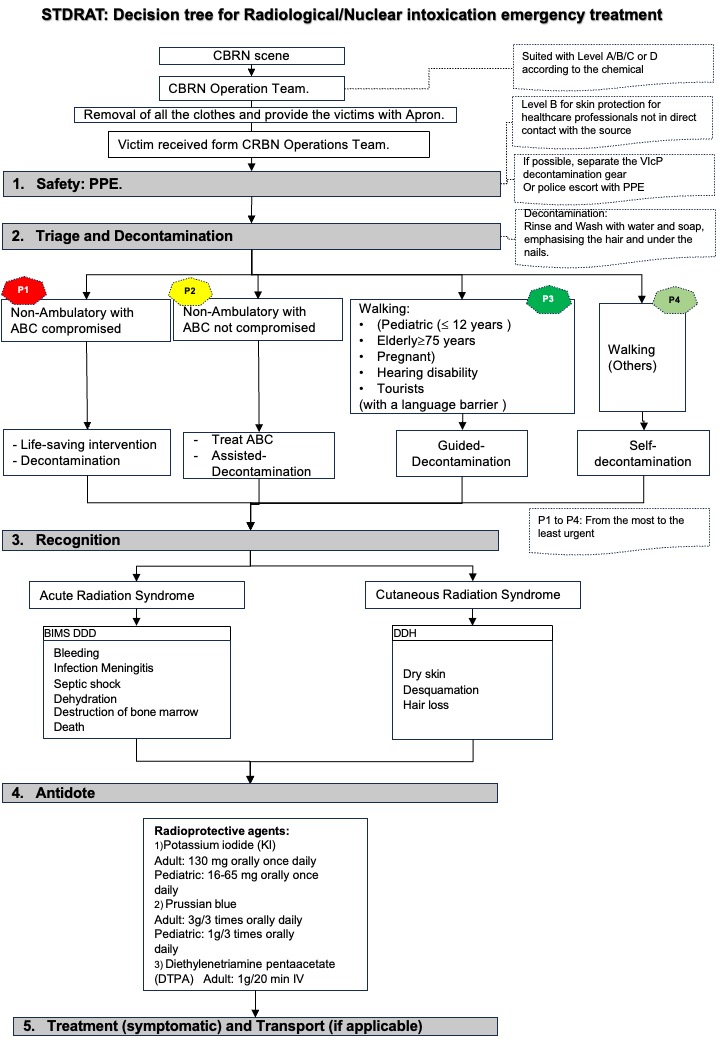 STDRAT: Decision tree for Radiological/Nuclear intoxication emergency treatment
CBRN scene
Suited with Level A/B/C or D
according to the chemical
CBRN Operation Team.
Removal of all the clothes and provide the victims with Apron.
Level B for skin protection for
healthcare professionals not in direct
contact with the source
Victim received form CRBN Operations Team.
If possible, separate the VIcP
decontamination gear
Or police escort with PPE
1. Safety: PPE.
Decontamination:
Rinse and Wash with water and soap,
emphasising the hair and under the
nails.
2. Triage and Decontamination
P1
Non-Ambulatory with
ABC compromised
P2
Non-Ambulatory with
ABC not compromised
P3
Walking:
• (Pediatric (≤ 12 years )
• Elderly≥75 years
• Pregnant)
• Hearing disability
• Tourists
(with a language barrier )
P4
Walking
(Others)
- Life-saving intervention
- Decontamination
- Treat ABC
- Assisted-
Decontamination
Guided-
Decontamination
Self-
decontamination
P1 to P4: From the most to the
least urgent
3. Recognition
Acute Radiation Syndrome
Cutaneous Radiation Syndrome
BIMS DDD
Bleeding
Infection Meningitis
Septic shock
Dehydration
Destruction of bone marrow
Death
DDH
Dry skin
Desquamation
Hair loss
4. Antidote
Radioprotective agents:
1)Potassium iodide (KI)
Adult: 130 mg orally once daily
Pediatric: 16-65 mg orally once
daily
2) Prussian blue
Adult: 3g/3 times orally daily
Pediatric: 1g/3 times orally
daily
3) Diethylenetriamine pentaacetate
(DTPA) Adult: 1g/20 min IV
5. Treatment (symptomatic) and Transport (if applicable)